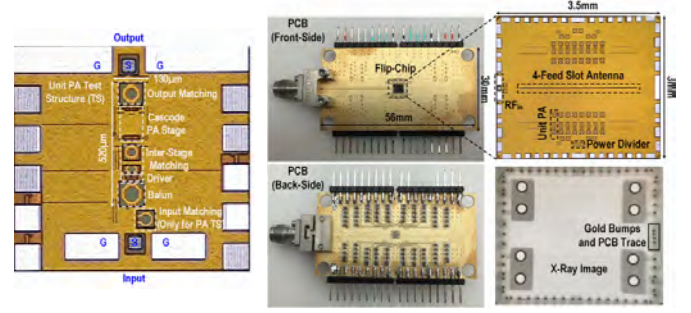 Output
G
S
G
Unit PA Test
Structure (TS)
130μm
Output Matching
Cascode
PA Stage
520μm
Inter-Stage
Matching
Driver
Balun
Input Matching
(Only for PA TS)
G
S
G
Input
PCB
(Front-Side)
Flip-Chip
56mm
36mm
PCB
(Back-Side)
3.5mm
4-Feed Slot Antenna
RFin
Unit PA
Power Divider
Gold Bumps
and PCB Trace
X-Ray Image